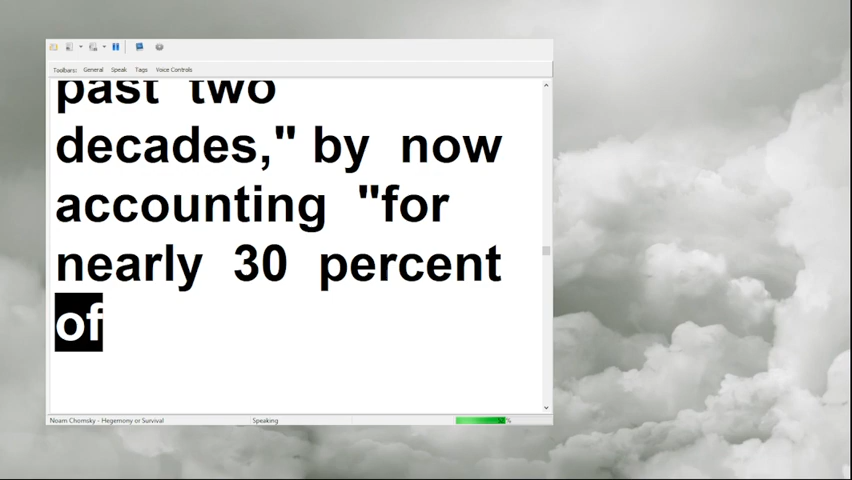 Toolbars: General Speak Tags Voice Controls
past two
decades," by now
accounting "for
nearly 30 percent
of
Noam Chomsky - Hegemony or Survival Speaking